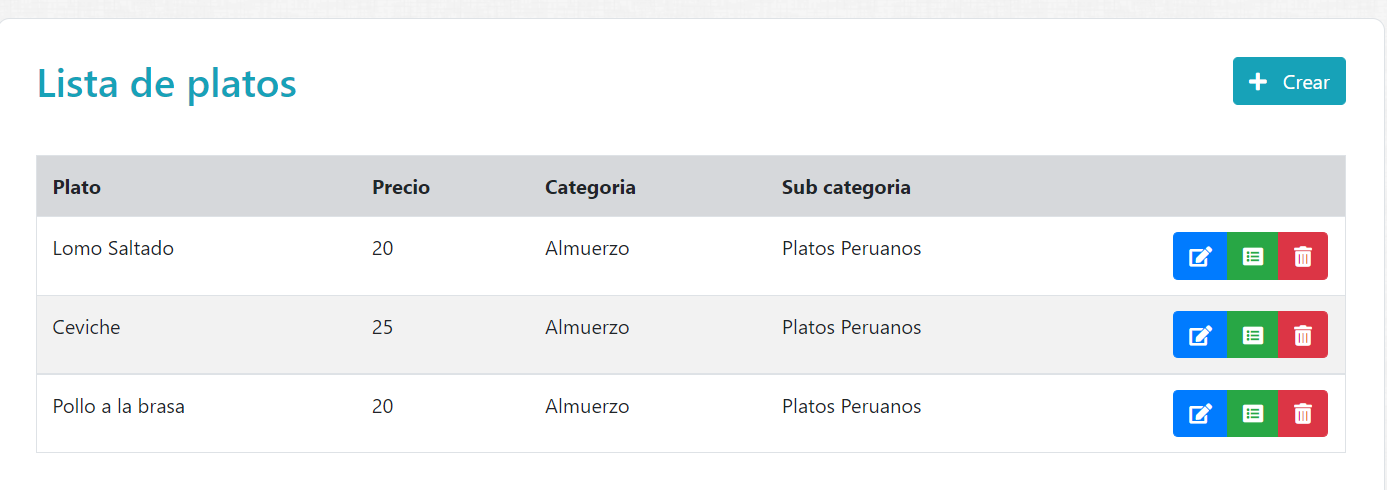 Lista de platos
Crear
Plato Precio Categoria Sub categoria
Lomo Saltado 20 Almuerzo Platos Peruanos
Ceviche 25 Almuerzo Platos Peruanos
Pollo a la brasa 20 Almuerzo Platos Peruanos